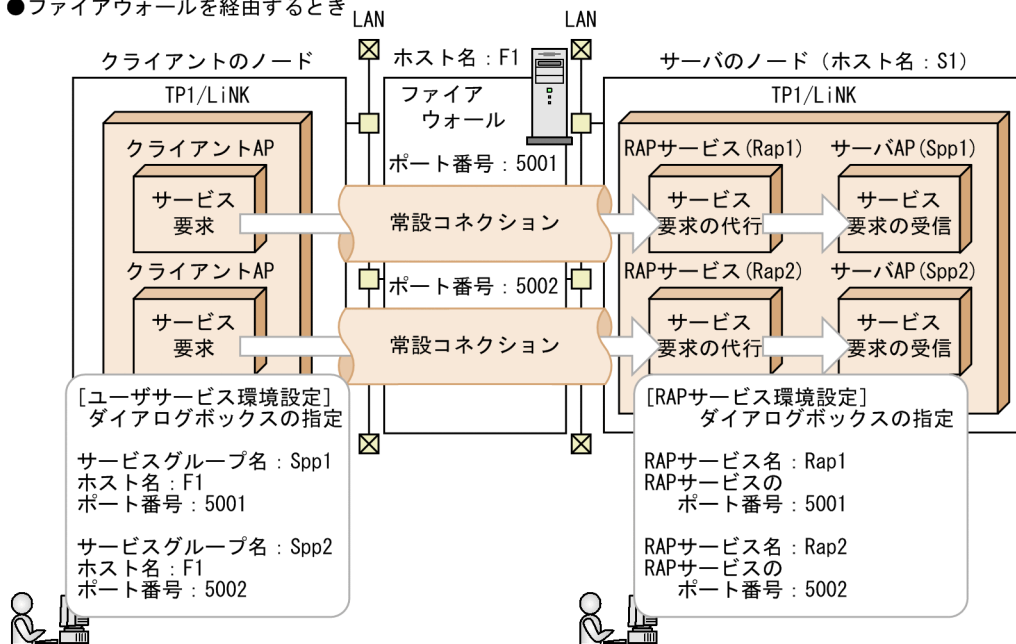 ●ファイアウォールを経由するとき
LAN
LAN
クライアントのノード
ホスト名：F1
サーバのノード（ホスト名：S1）
TP1/LiNK
ファイア
ウォール
TP1/LiNK
クライアントAP
ポート番号：5001
RAPサービス(Rap1)
サーバAP(Spp1)
サービス
要求
常設コネクション
サービス
要求の代行
サービス
要求の受信
クライアントAP
ポート番号：5002
RAPサービス(Rap2)
サーバAP(Spp2)
サービス
要求
常設コネクション
サービス
要求の代行
サービス
要求の受信
[ユーザサービス環境設定]
ダイアログボックスの指定
サービスグループ名：Spp1
ホスト名：F1
ポート番号：5001
サービスグループ名：Spp2
ホスト名：F1
ポート番号：5002
[RAPサービス環境設定]
ダイアログボックスの指定
RAPサービス名：Rap1
RAPサービスの
ポート番号：5001
RAPサービス名：Rap2
RAPサービスの
ポート番号：5002